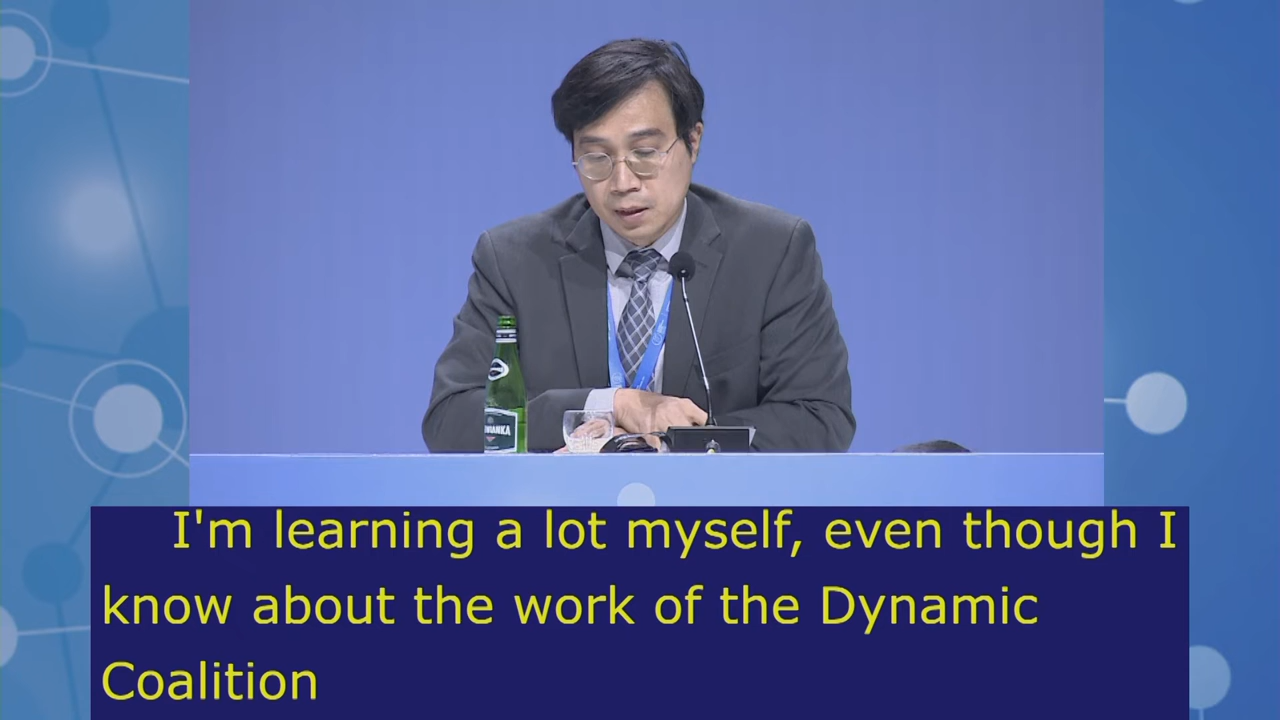 I'm learning a lot myself, even though I
know about the work of the Dynamic
Coalition